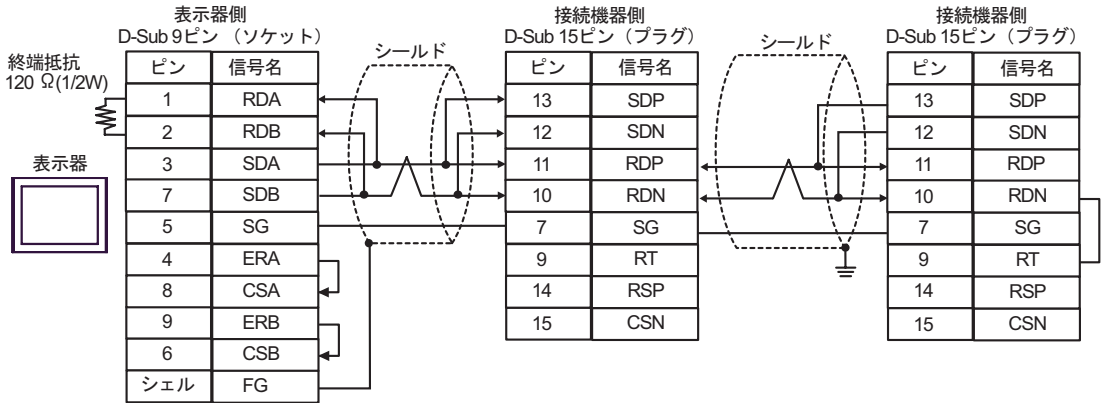 表示器側
D-Sub 9ピン （ソケット）
終端抵抗
120 Ω(1/2W)
表示器
シールド
ピン 信号名
1 RDA
2 RDB
3 SDA
7 SDB
5 SG
4 ERA
8 CSA
9 ERB
6 CSB
シェル FG
接続機器側
D-Sub 15ピン（プラグ）
シールド
ピン 信号名
13 SDP
12 SDN
11 RDP
10 RDN
7 SG
9 RT
14 RSP
15 CSN
接続機器側
D-Sub 15ピン（プラグ）
ピン 信号名
13 SDP
12 SDN
11 RDP
10 RDN
7 SG
9 RT
14 RSP
15 CSN